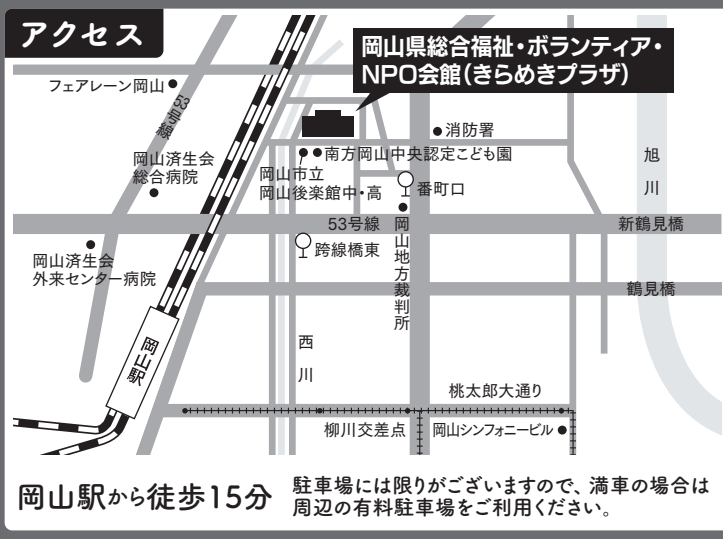 アクセス
岡山県総合福祉・ボランティア・
NPO会館(きらめきプラザ)
フェアレーン岡山
53号線
消防署
岡山済生会
総合病院
南方岡山中央認定こども園
岡山市立
岡山後楽館中・高
番町口
旭川
53号線
新鶴見橋
岡山済生会
外来センター病院
跨線橋東
岡山地方裁判所
鶴見橋
岡山駅
西川
桃太郎大通り
柳川交差点
岡山シンフォニービル
岡山駅から徒歩15分
駐車場には限りがございますので、満車の場合は
周辺の有料駐車場をご利用ください。